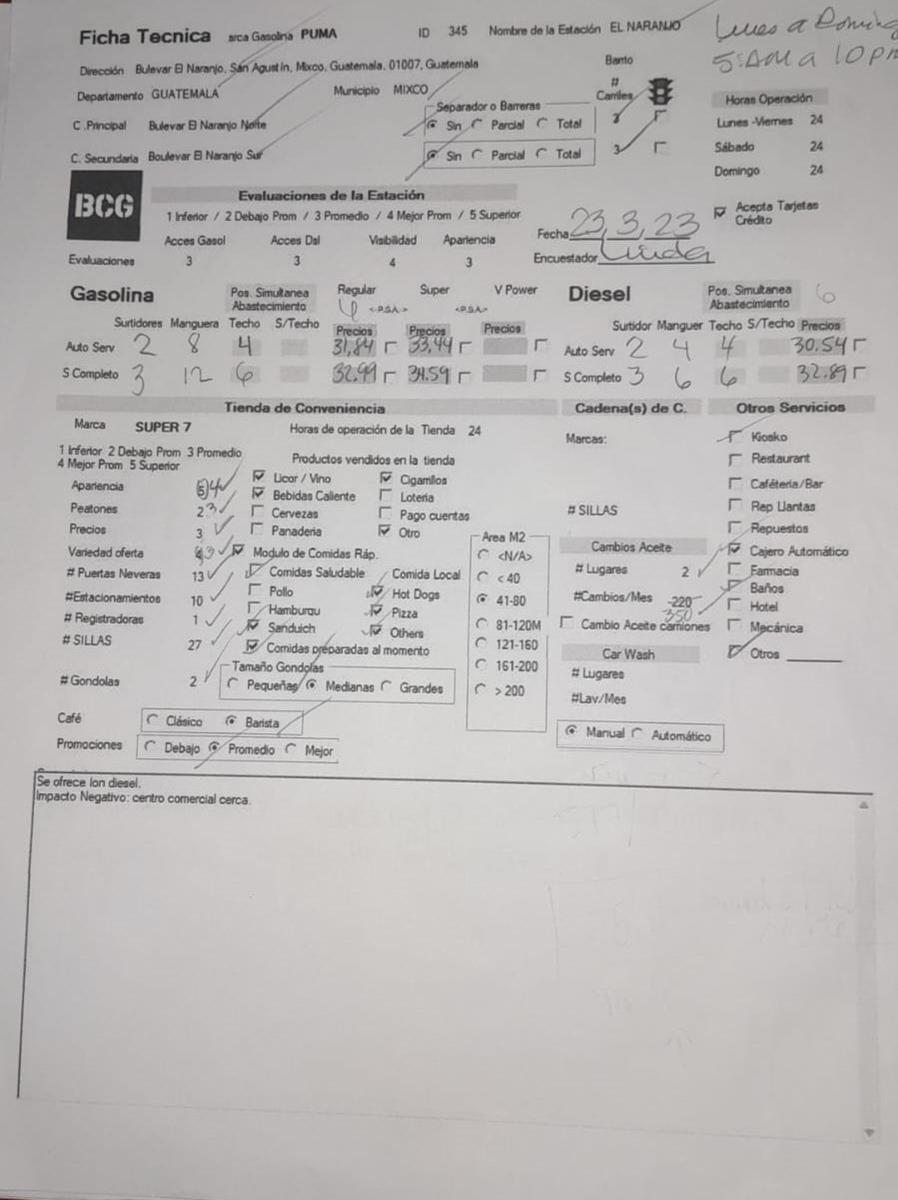 Ficha Tecnica arca Gasolina PUMA ID 345 Nombre de la Estación EL NARANJO
Lunes a Doming
5:AM a 10 pm
Dirección Bulevar El Naranjo, San Agustín, Mixco, Guatemala, 01007, Guatemala
Departamento GUATEMALA Municipio MIXCO
Barrio
# Carriles
Horas Operación
C .Principal Bulevar El Naranjo Norte
Separador o Barreras
Sin Parcial Total
Lunes -Viernes 24
C. Secundaria Boulevar El Naranjo Sur
Sin Parcial Total 3
Sábado 24
Domingo 24
BCG
Evaluaciones de la Estación
1 Inferior / 2 Debajo Prom / 3 Promedio / 4 Mejor Prom / 5 Superior
Acepta Tarjetas Crédito
Fecha 23, 3, 23
Acces Gasol Acces Dsl Visibilidad Apariencia
Encuestador
Evaluaciones 3 3 4 3
Gasolina Pos. Simultanea Abastecimiento Regular Super V Power
<-P.S.A.-> <-P.S.A.->
Diesel Pos. Simultanea Abastecimiento 6
Surtidores Manguera Techo S/Techo Precios Precios Precios
Surtidor Manguer Techo S/Techo Precios
Auto Serv 2 8 4 31,84 33,44
Auto Serv 2 4 4 30.54
S Completo 3 12 6 32.99 34.59
S Completo 3 6 6 32.89
Tienda de Conveniencia Cadena(s) de C. Otros Servicios
Marca SUPER 7 Horas de operación de la Tienda 24
Marcas:
Kiosko
1 Inferior 2 Debajo Prom 3 Promedio
4 Mejor Prom 5 Superior
Productos vendidos en la tienda
Restaurant
Apariencia 4 Licor / Vino Cigarrillos
Cafétería/Bar
Peatones 2 3 Bebidas Caliente Loteria
# SILLAS
Rep Llantas
Precios 3 Cervezas Pago cuentas
Repuestos
Panaderia Otro
Area M2
Variedad oferta 3 Modulo de Comidas Ráp.
<N/A>
Cambios Aceite
Cajero Automático
# Puertas Neveras 13 Comidas Saludable Comida Local
< 40
# Lugares 2
Farmacia
Pollo Hot Dogs
Baños
#Estacionamientos 10
41-80
#Cambios/Mes 220
350
Hotel
Hamburqu Pizza
# Registradoras 1
81-120M
Cambio Aceite camiones
Mecánica
Sanduich Others
# SILLAS 27
121-160
Comidas preparadas al momento
Car Wash
Otros
Tamaño Gondolas
161-200
# Lugares
# Gondolas 2 Pequeñas Medianas Grandes
> 200
#Lav/Mes
Café Clásico Barista
Manual Automático
Promociones Debajo Promedio Mejor
Se ofrece Ion diesel.
Impacto Negativo: centro comercial cerca.